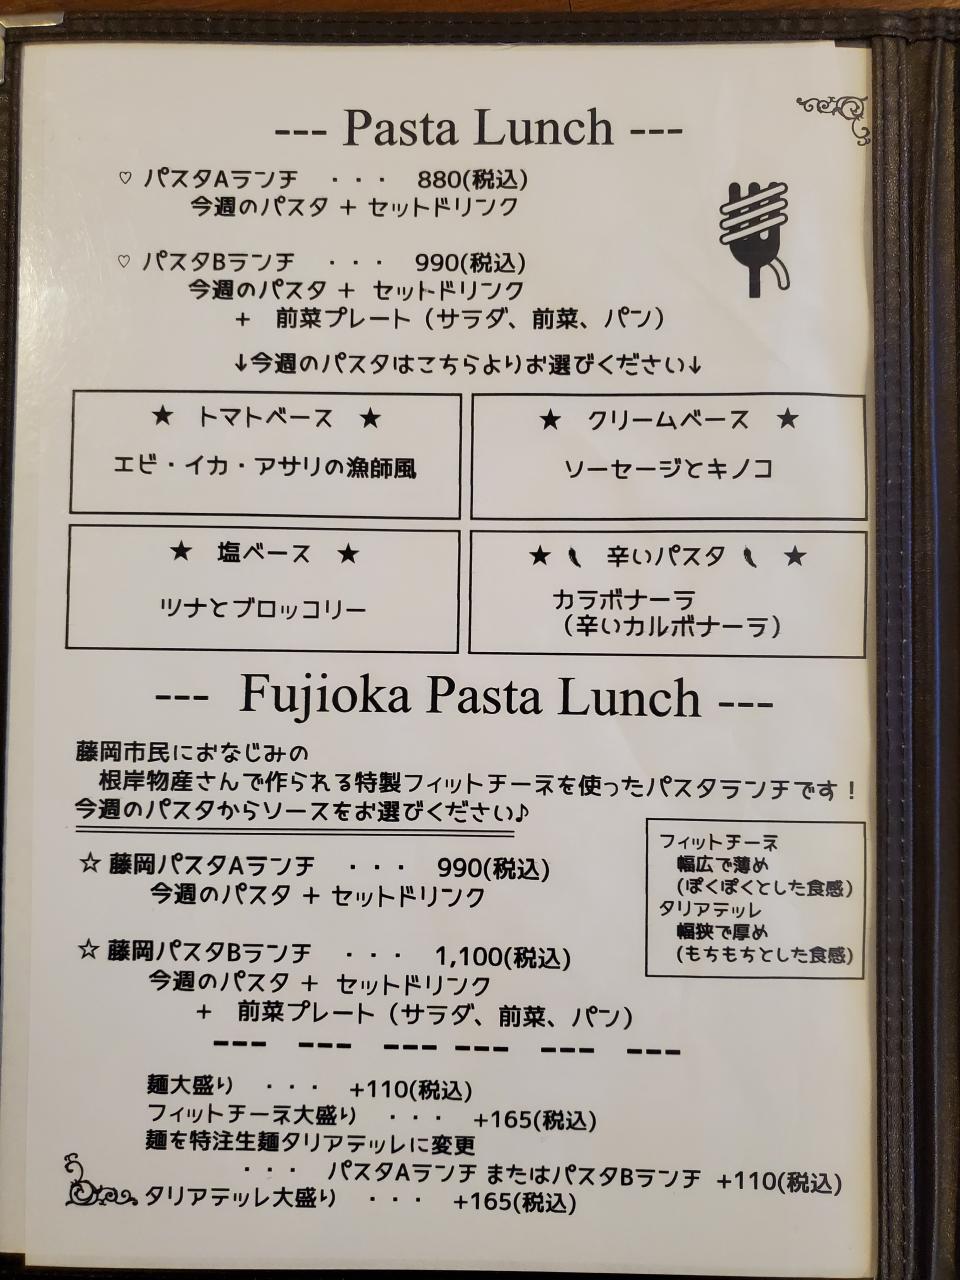 --- Pasta Lunch ---
♡ パスタAランチ ・・・ 880(税込)
今週のパスタ + セットドリンク
♡ パスタBランチ ・・・ 990(税込)
今週のパスタ + セットドリンク
+ 前菜プレート（サラダ、前菜、パン）
↓今週のパスタはこちらよりお選びください↓
★ トマトベース ★
エビ・イカ・アサリの漁師風
★ クリームベース ★
ソーセージとキノコ
★ 塩ベース ★
ツナとブロッコリー
★ 辛いパスタ ★
カラボナーラ
（辛いカルボナーラ）
--- Fujioka Pasta Lunch ---
藤岡市民におなじみの
根岸物産さんで作られる特製フィットチーネを使ったパスタランチです！
今週のパスタからソースをお選びください♪
☆ 藤岡パスタAランチ ・・・ 990(税込)
今週のパスタ + セットドリンク
☆ 藤岡パスタBランチ ・・・ 1,100(税込)
今週のパスタ + セットドリンク
+ 前菜プレート（サラダ、前菜、パン）
フィットチーネ
幅広で薄め
(ぽくぽくとした食感)
タリアテッレ
幅狭で厚め
(もちもちとした食感)
--- --- --- --- --- ---
麺大盛り ・・・ +110(税込)
フィットチーネ大盛り ・・・ +165(税込)
麺を特注生麺タリアテッレに変更
・・・ パスタAランチ またはパスタBランチ +110(税込)
タリアテッレ大盛り ・・・ +165(税込)